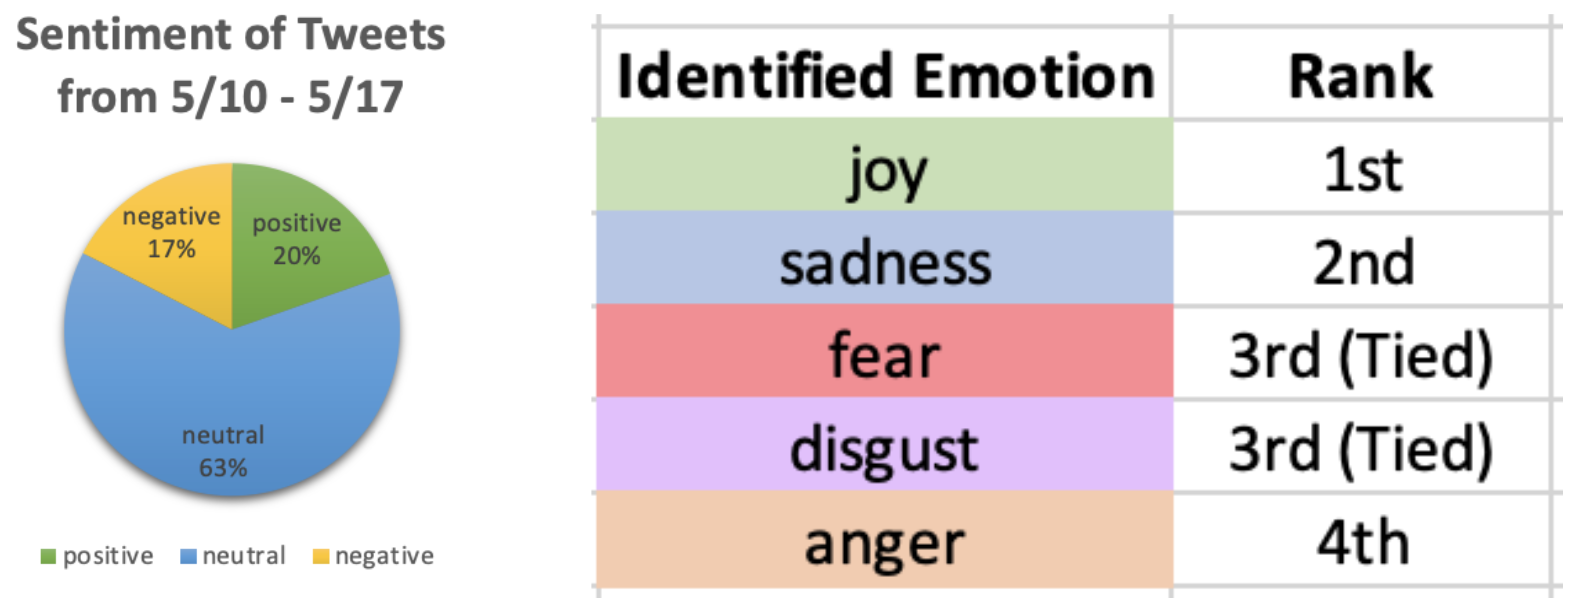 Sentiment of Tweets
from 5/10 - 5/17
negative
17%
positive
20%
neutral
63%
positive neutral negative
Identified Emotion Rank
joy 1st
sadness 2nd
fear 3rd (Tied)
disgust 3rd (Tied)
anger 4th